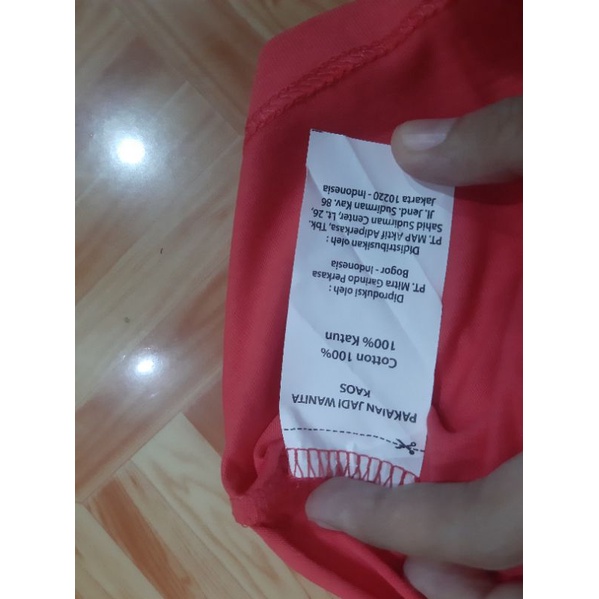 PAKAIAN JADI WANITA
KAOS
Cotton 100%
100% Katun
Diproduksi oleh :
PT. Mitra Garindo Perkasa
Bogor - Indonesia
Didistribusikan oleh :
PT. MAP Aktif Adiperkasa, Tbk.
Sahid Sudirman Center, Lt. 26,
Jl. Jend. Sudirman Kav. 86
Jakarta 10220 - Indonesia